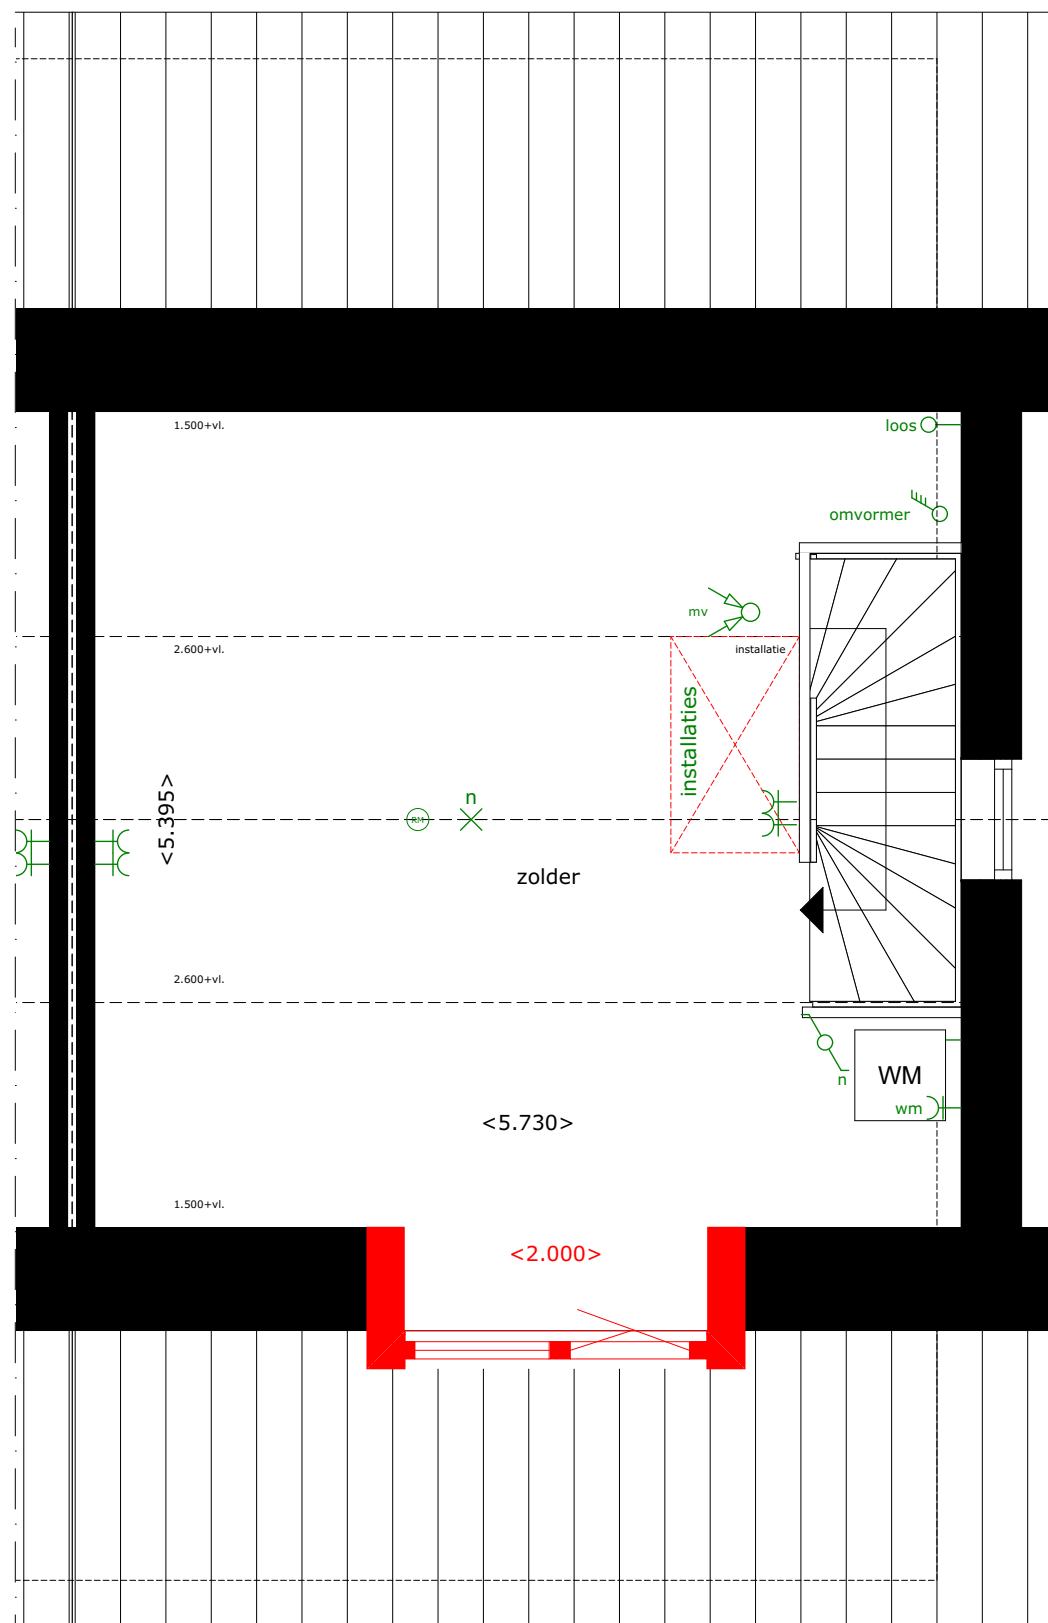 1.500+vl.
loos
omvormer
mv
2.600+vl.
installatie
installaties
<5.395>
RM
n
zolder
2.600+vl.
n
WM
wm
<5.730>
1.500+vl.
<2.000>